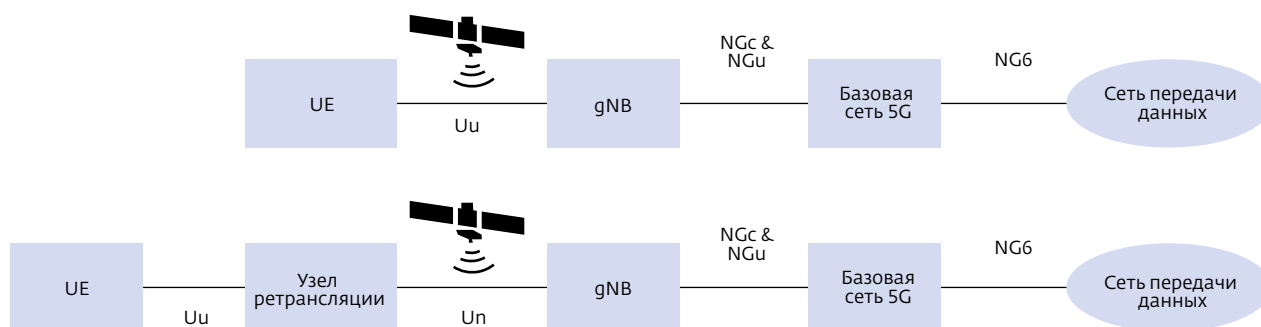 NGc &
NGu
NG6
UE
gNB
Базовая
сеть 5G
Сеть передачи
данных
Uu
NGc &
NGu
NG6
UE
Узел
ретрансляции
gNB
Базовая
сеть 5G
Сеть передачи
данных
Uu
Un